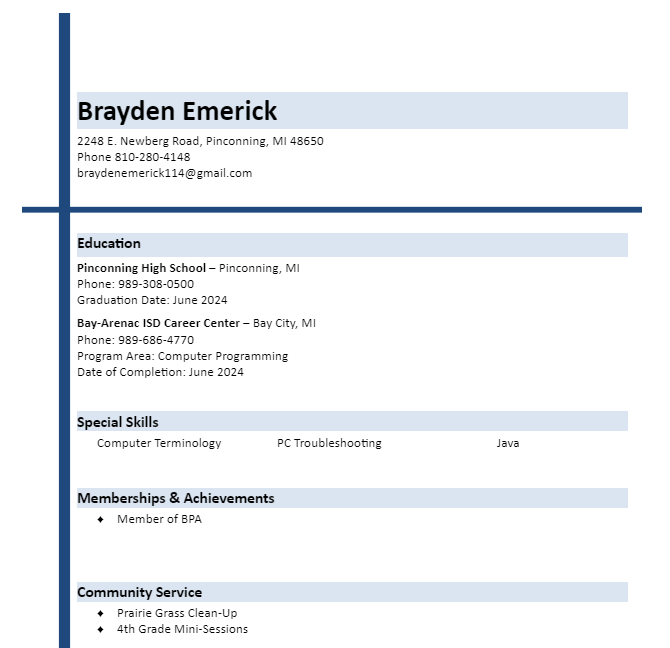 Brayden Emerick
2248 E. Newberg Road, Pinconning, MI 48650
Phone 810-280-4148
braydenemerick114@gmail.com
Education
Pinconning High School – Pinconning, MI
Phone: 989-308-0500
Graduation Date: June 2024
Bay-Arenac ISD Career Center – Bay City, MI
Phone: 989-686-4770
Program Area: Computer Programming
Date of Completion: June 2024
Special Skills
Computer Terminology PC Troubleshooting Java
Memberships & Achievements
♦ Member of BPA
Community Service
♦ Prairie Grass Clean-Up
♦ 4th Grade Mini-Sessions